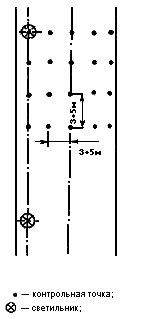 3÷5м
3÷5м
— контрольная точка;
— светильник;